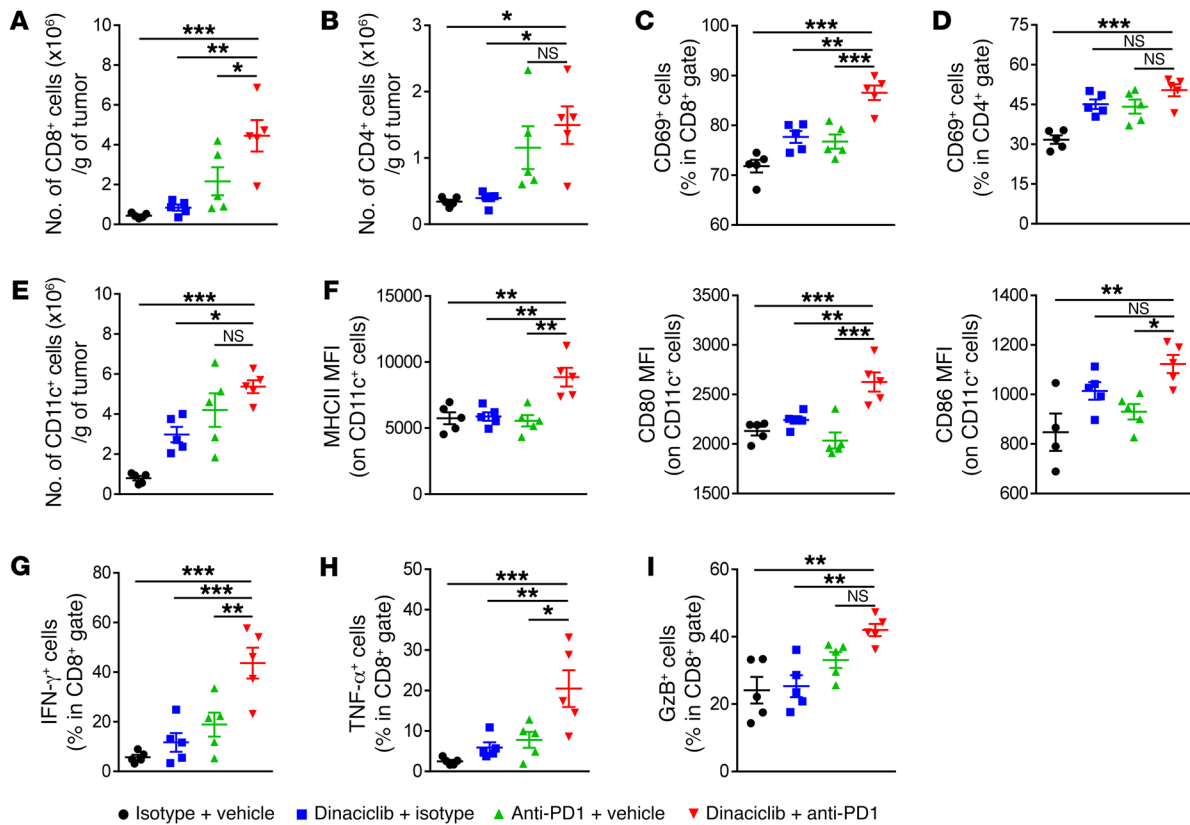 A
No. of CD8⁺ cells (x10⁶)
/g of tumor
10
8
6
4
2
0
***
**
*
B
No. of CD4⁺ cells (x10⁶)
/g of tumor
3
2
1
0
*
*
NS
C
CD69⁺ cells
(% in CD8⁺ gate)
100
90
80
70
60
***
**
***
D
CD69⁺ cells
(% in CD4⁺ gate)
75
60
45
30
15
0
***
NS
NS
E
No. of CD11c⁺ cells (x10⁶)
/g of tumor
10
8
6
4
2
0
***
*
NS
F
MHCII MFI
(on CD11c⁺ cells)
15000
10000
5000
0
**
**
**
CD80 MFI
(on CD11c⁺ cells)
3500
3000
2500
2000
1500
***
**
***
CD86 MFI
(on CD11c⁺ cells)
1400
1200
1000
800
600
**
NS
*
G
IFN-γ⁺ cells
(% in CD8⁺ gate)
80
60
40
20
0
***
***
**
H
TNF-α⁺ cells
(% in CD8⁺ gate)
50
40
30
20
10
0
***
**
*
I
GzB⁺ cells
(% in CD8⁺ gate)
60
40
20
0
**
**
NS
Isotype + vehicle Dinaciclib + isotype Anti-PD1 + vehicle Dinaciclib + anti-PD1